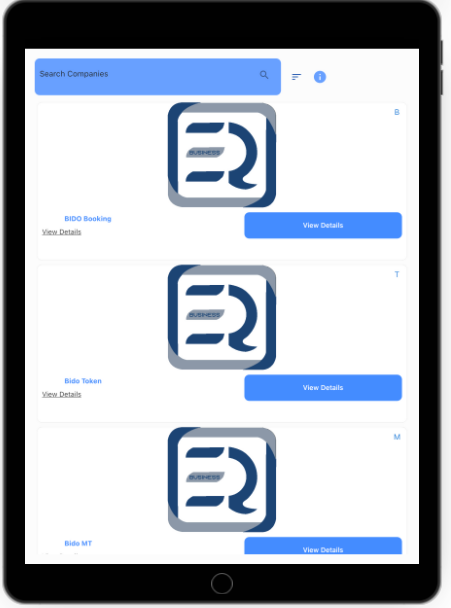 Search Companies
B
BUSINESS
BIDO Booking
View Details
View Details
T
BUSINESS
Bido Token
View Details
View Details
M
BUSINESS
Bido MT
View Details